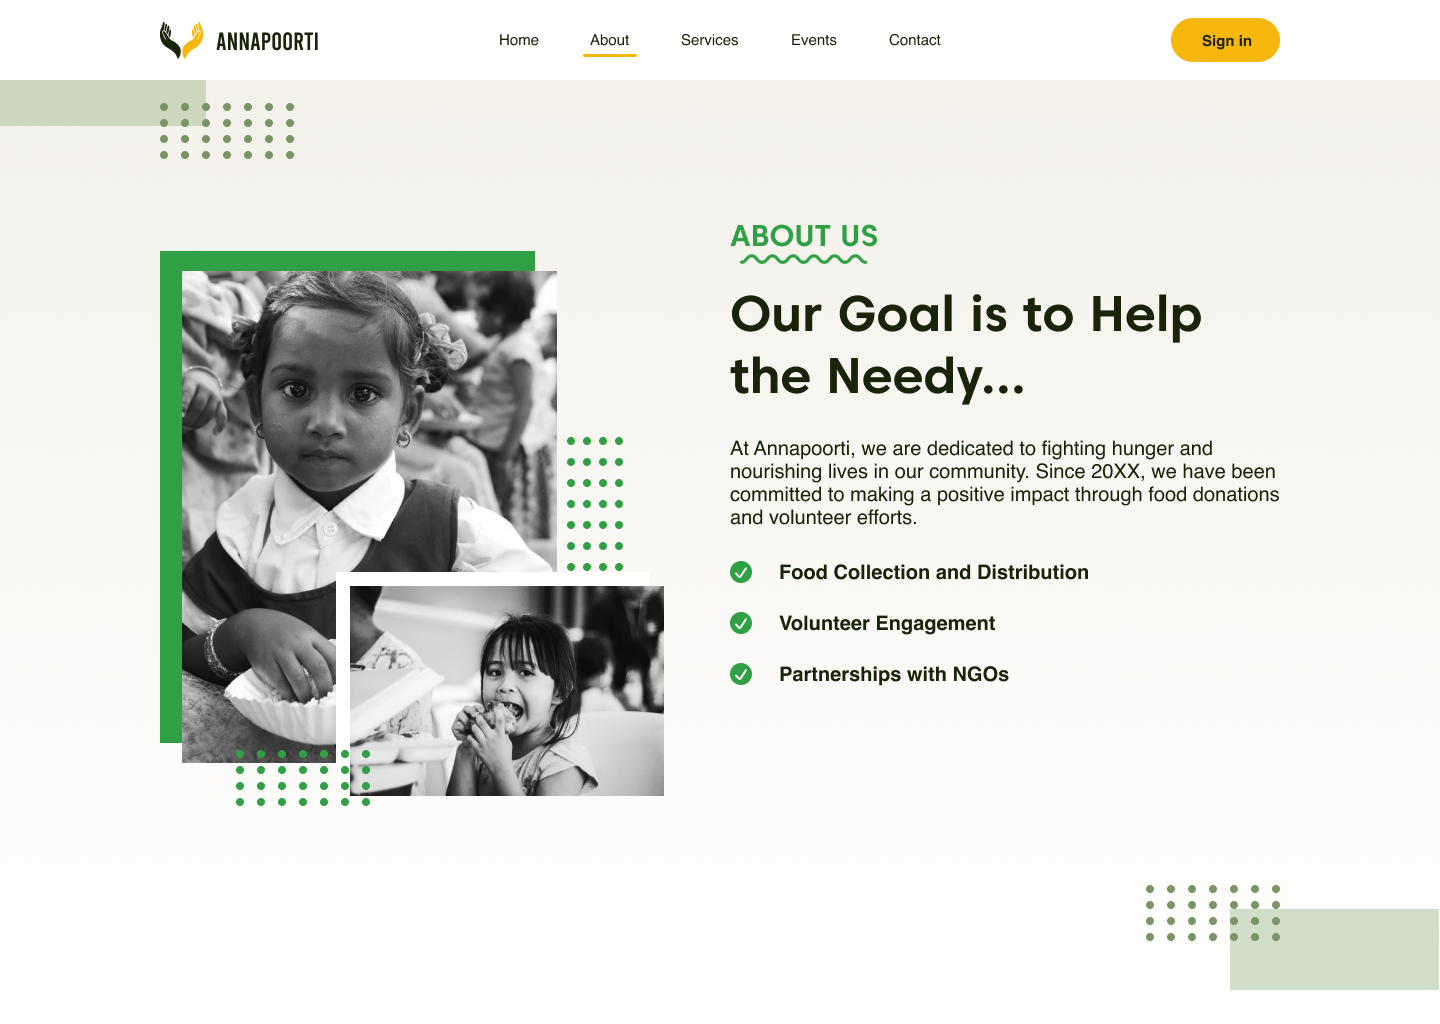 ANNAPOORTI
Home
About
Services
Events
Contact
Sign in
ABOUT US
Our Goal is to Help
the Needy...
At Annapoorti, we are dedicated to fighting hunger and
nourishing lives in our community. Since 20XX, we have been
committed to making a positive impact through food donations
and volunteer efforts.
Food Collection and Distribution
Volunteer Engagement
Partnerships with NGOs